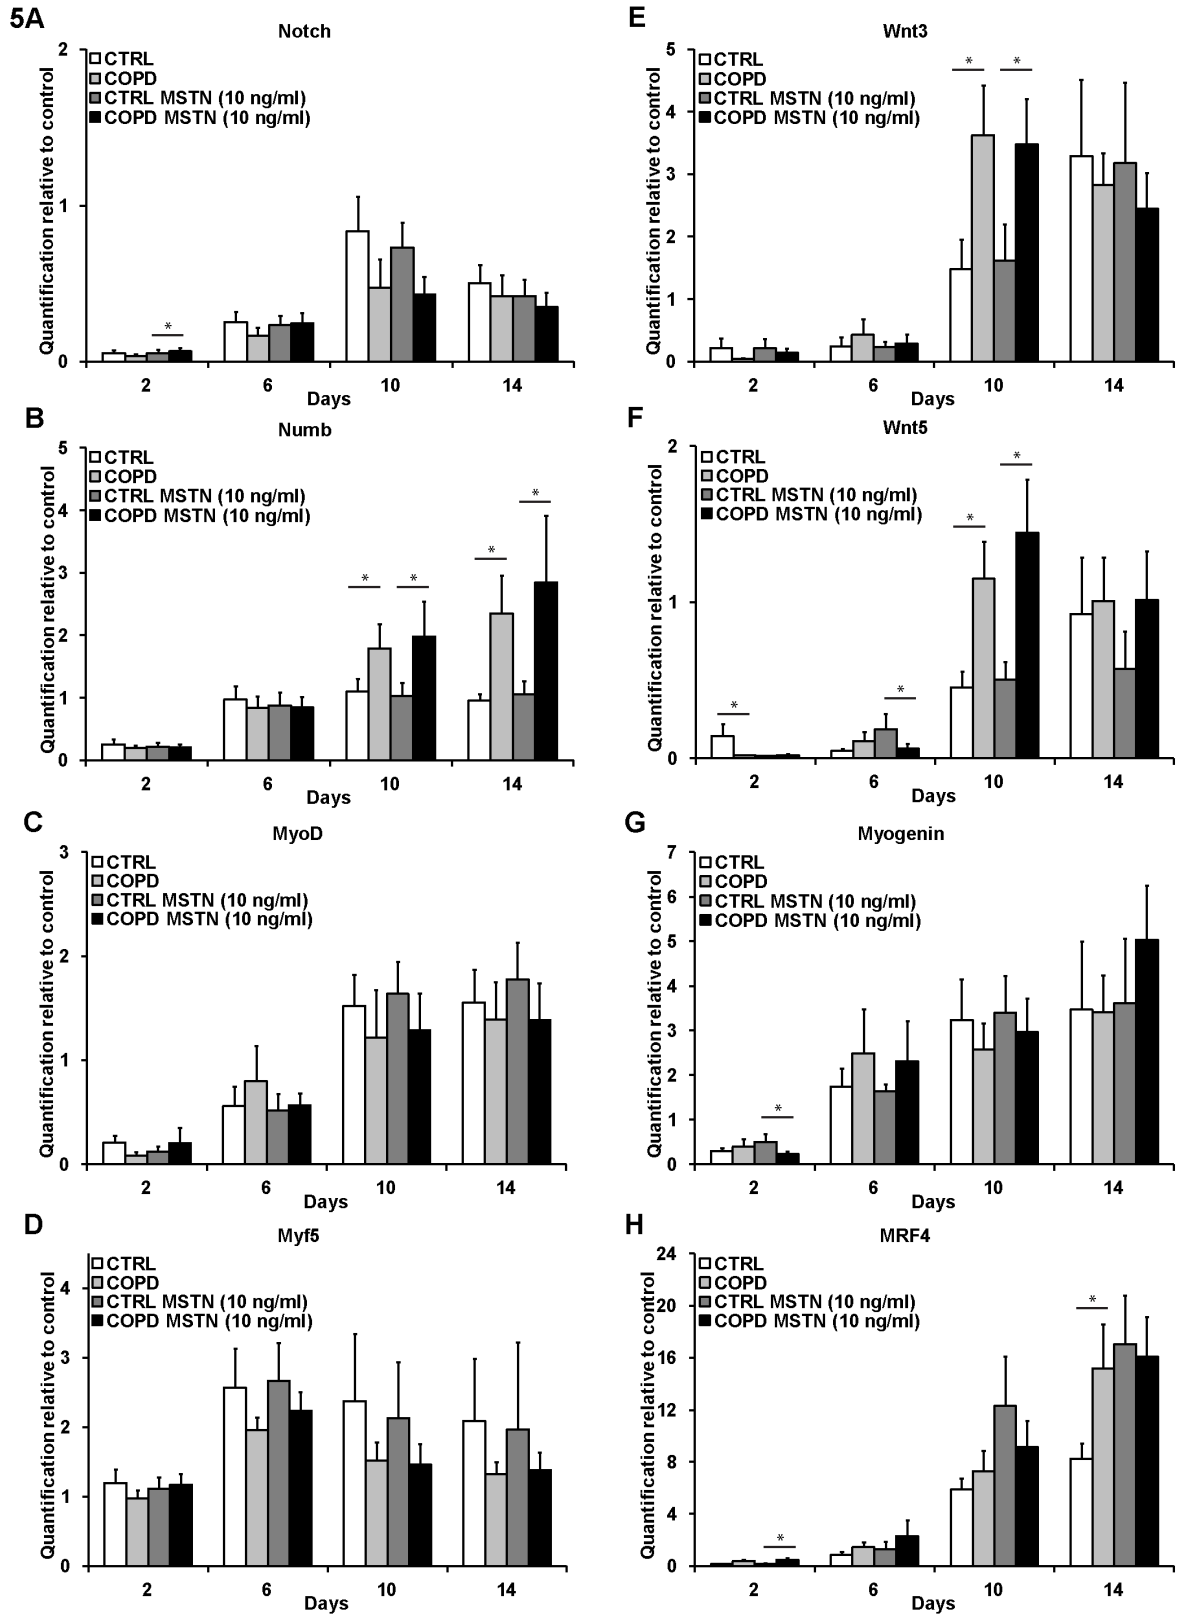 5A
Notch
Quantification relative to control
2
1
0
CTRL
COPD
CTRL MSTN (10 ng/ml)
COPD MSTN (10 ng/ml)
*
2 6 10 14
Days
B
Numb
Quantification relative to control
5
4
3
2
1
0
CTRL
COPD
CTRL MSTN (10 ng/ml)
COPD MSTN (10 ng/ml)
* * * *
2 6 10 14
Days
C
MyoD
Quantification relative to control
3
2
1
0
CTRL
COPD
CTRL MSTN (10 ng/ml)
COPD MSTN (10 ng/ml)
2 6 10 14
Days
D
Myf5
Quantification relative to control
4
3
2
1
0
CTRL
COPD
CTRL MSTN (10 ng/ml)
COPD MSTN (10 ng/ml)
2 6 10 14
Days
E
Wnt3
Quantification relative to control
5
4
3
2
1
0
CTRL
COPD
CTRL MSTN (10 ng/ml)
COPD MSTN (10 ng/ml)
* *
2 6 10 14
Days
F
Wnt5
Quantification relative to control
2
1
0
CTRL
COPD
CTRL MSTN (10 ng/ml)
COPD MSTN (10 ng/ml)
* * * *
2 6 10 14
Days
G
Myogenin
Quantification relative to control
7
6
5
4
3
2
1
0
CTRL
COPD
CTRL MSTN (10 ng/ml)
COPD MSTN (10 ng/ml)
*
2 6 10 14
Days
H
MRF4
Quantification relative to control
24
20
16
12
8
4
0
CTRL
COPD
CTRL MSTN (10 ng/ml)
COPD MSTN (10 ng/ml)
* *
2 6 10 14
Days